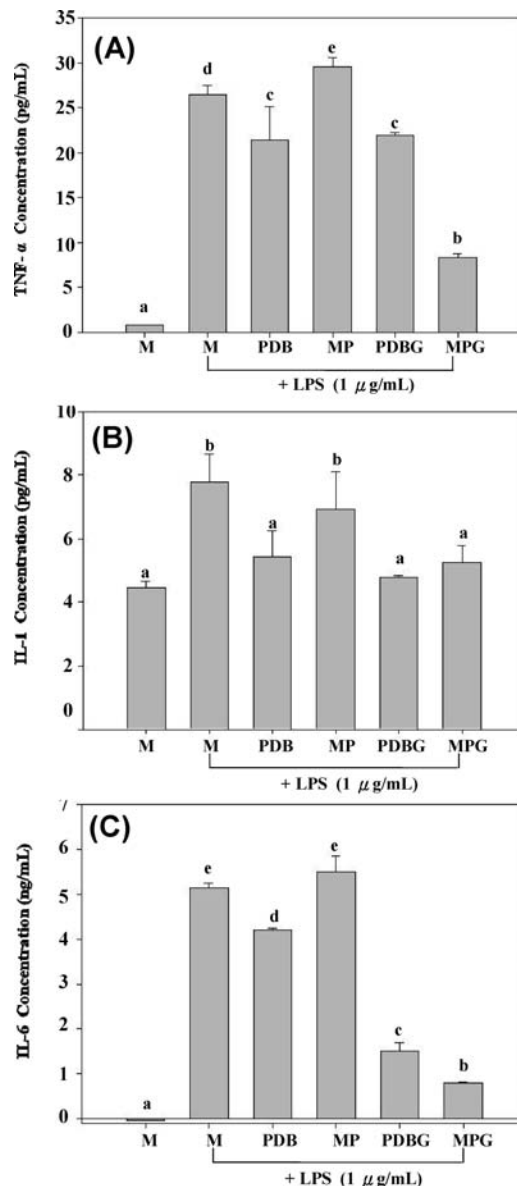 (A)
TNF- α Concentration (pg/mL)
35
30
25
20
15
10
5
0
a
d
c
e
c
b
M M PDB MP PDBG MPG
+ LPS (1 μg/mL)
(B)
IL-1 Concentration (pg/mL)
10
8
6
4
2
0
a
b
a
b
a
a
M M PDB MP PDBG MPG
+ LPS (1 μg/mL)
(C)
IL-6 Concentration (ng/mL)
7
6
5
4
3
2
1
0
a
e
d
e
c
b
M M PDB MP PDBG MPG
+ LPS (1 μg/mL)